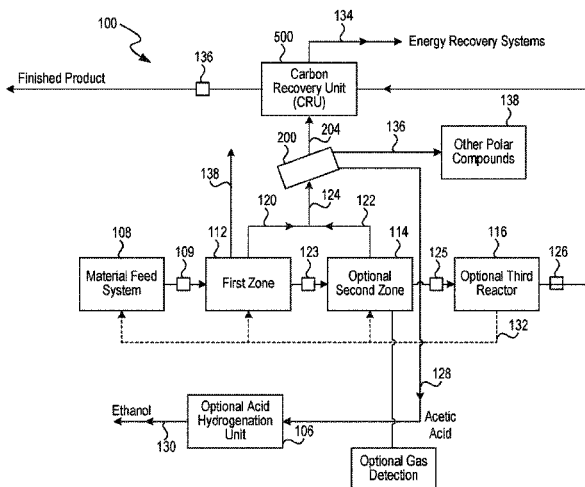 100
500
134
Energy Recovery Systems
Finished Product
136
Carbon
Recovery Unit
(CRU)
138
200
204
136
Other Polar
Compounds
138
120
124
122
108
112
114
116
Material Feed
System
109
First Zone
123
Optional
Second Zone
125
Optional Third
Reactor
126
132
128
Ethanol
130
Optional Acid
Hydrogenation
Unit
106
Acetic
Acid
Optional Gas
Detection